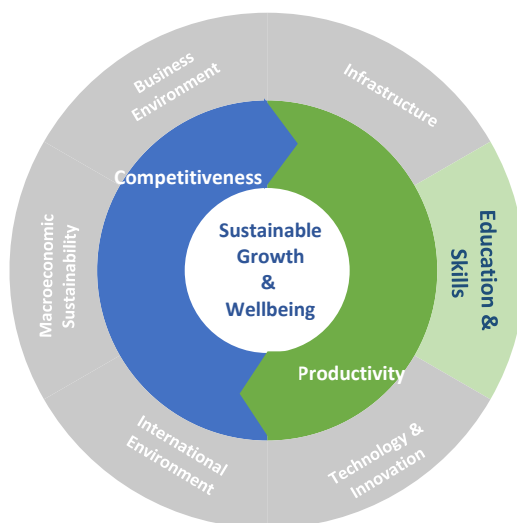 Business
Environment
Infrastructure
Competitiveness
Macroeconomic
Sustainability
Sustainable
Growth
&
Wellbeing
Education &
Skills
Productivity
International
Environment
Technology &
Innovation